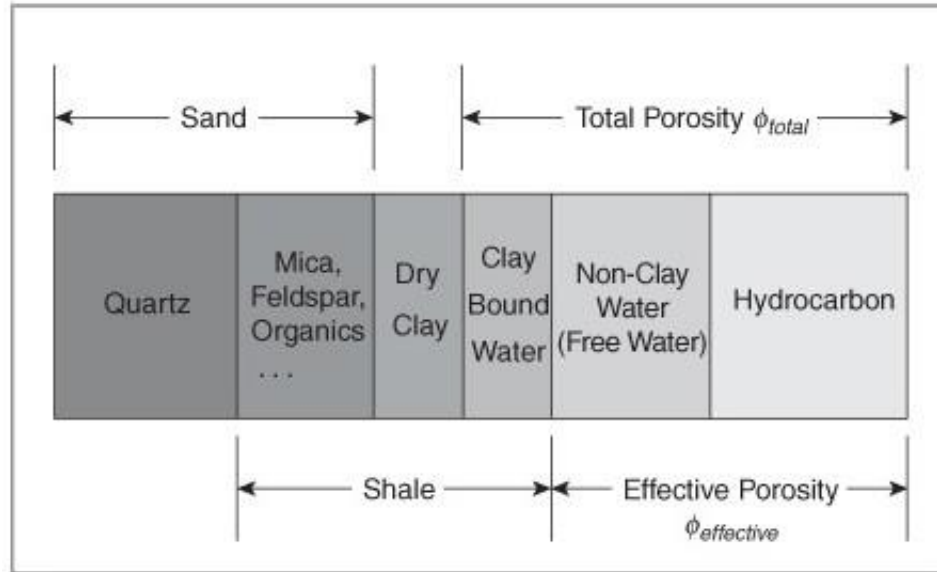 Sand
Total Porosity ϕtotal
Quartz
Mica,
Feldspar,
Organics
...
Dry
Clay
Clay
Bound
Water
Non-Clay
Water
(Free Water)
Hydrocarbon
Shale
Effective Porosity
ϕeffective